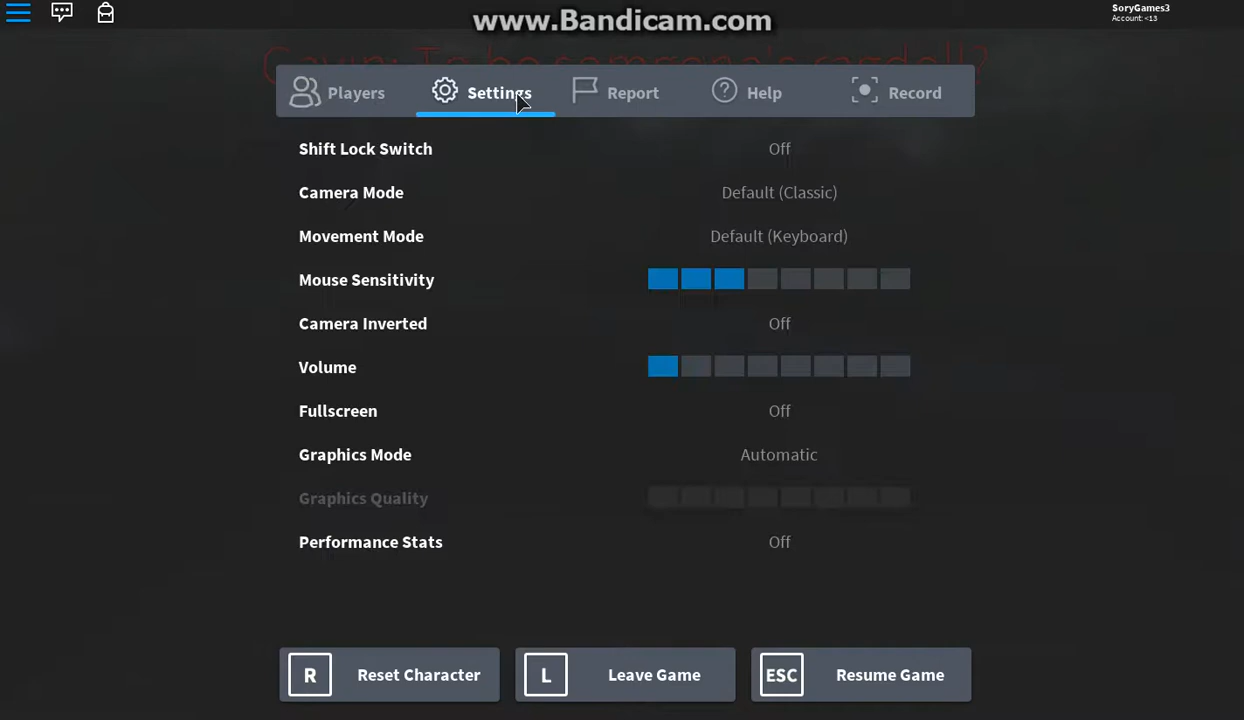 www.Bandicam.com
SoryGames3
Account: <13
Players
Settings
Report
Help
Record
Shift Lock Switch Off
Camera Mode Default (Classic)
Movement Mode Default (Keyboard)
Mouse Sensitivity
Camera Inverted Off
Volume
Fullscreen Off
Graphics Mode Automatic
Graphics Quality
Performance Stats Off
R Reset Character
L Leave Game
ESC Resume Game